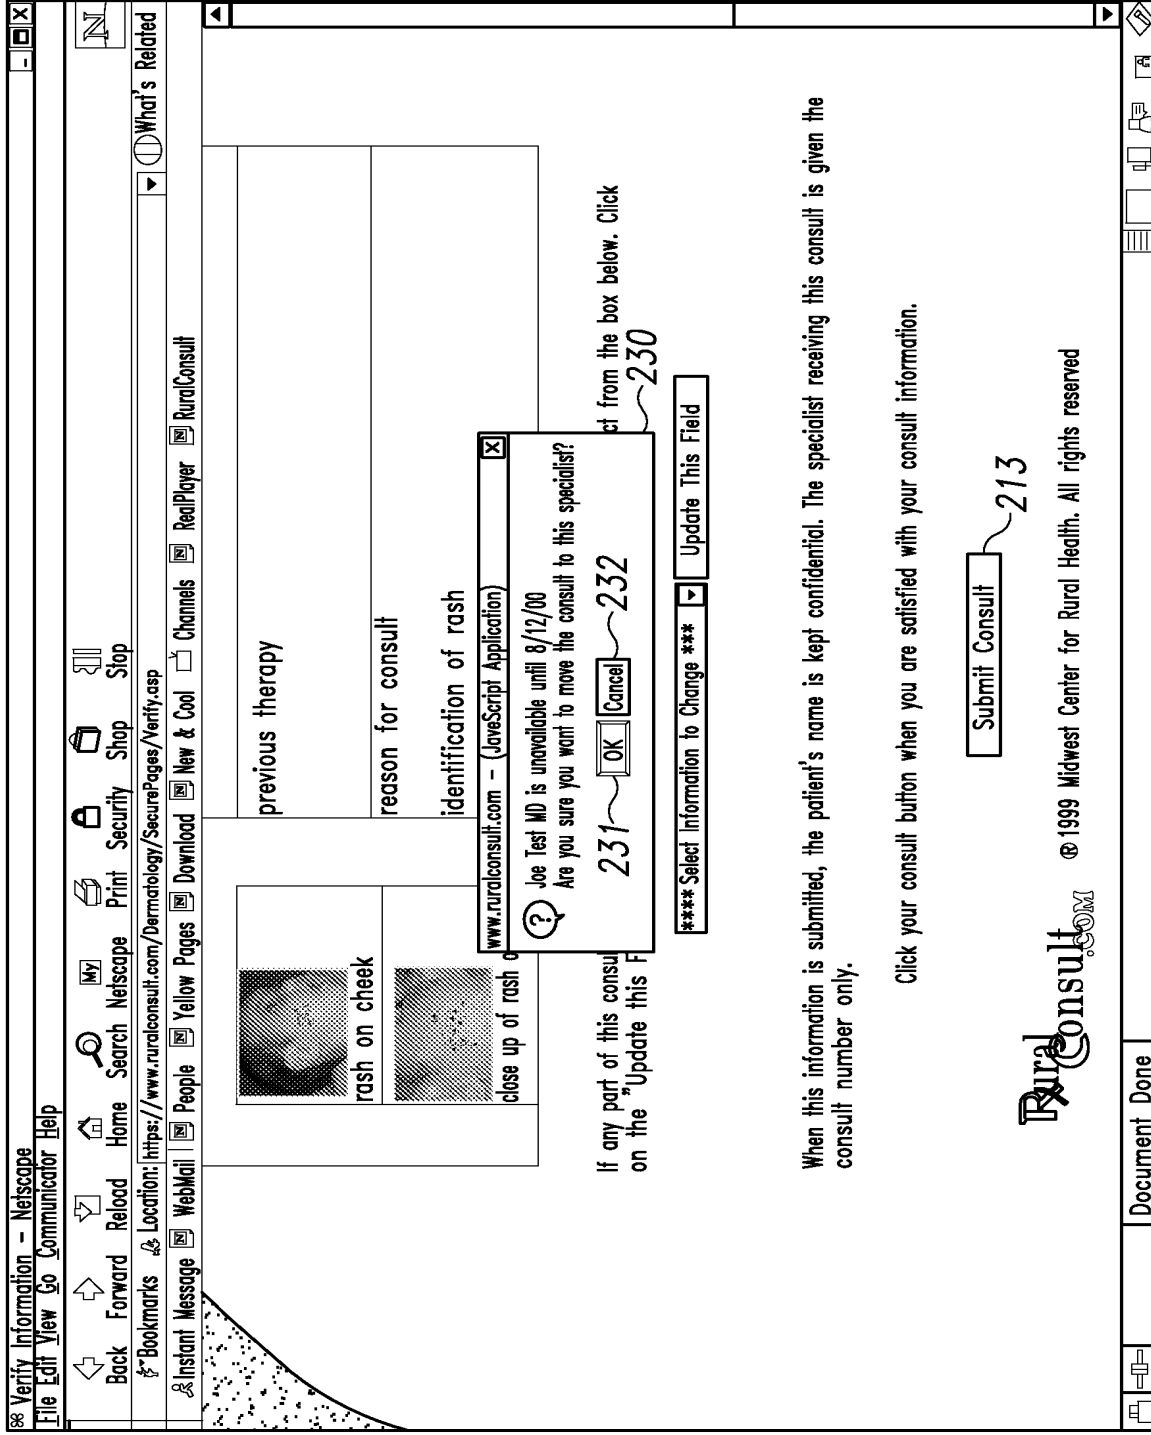 Verify Information - Netscape
File Edit View Go Communicator Help
Back Forward Reload Home Search Netscape Print Security Shop Stop
My
N
Bookmarks Location: https://www.ruralconsult.com/Dermatology/SecurePages/Verify.asp What's Related
Instant Message WebMail People Yellow Pages Download New & Cool Channels RealPlayer RuralConsult
rash on cheek
close up of rash o
previous therapy
reason for consult
identification of rash
www.ruralconsult.com - (JaveScript Application)
Joe Test MD is unavailable until 8/12/00
Are you sure you want to move the consult to this specialist?
231 OK Cancel 232
230
If any part of this consul ct from the box below. Click
on the "Update this F
**** Select Information to Change *** Update This Field
When this information is submitted, the patient's name is kept confidential. The specialist receiving this consult is given the
consult number only.
Click your consult button when you are satisfied with your consult information.
Submit Consult 213
Rural Consult.COM ®1999 Midwest Center for Rural Health. All rights reserved
Document Done